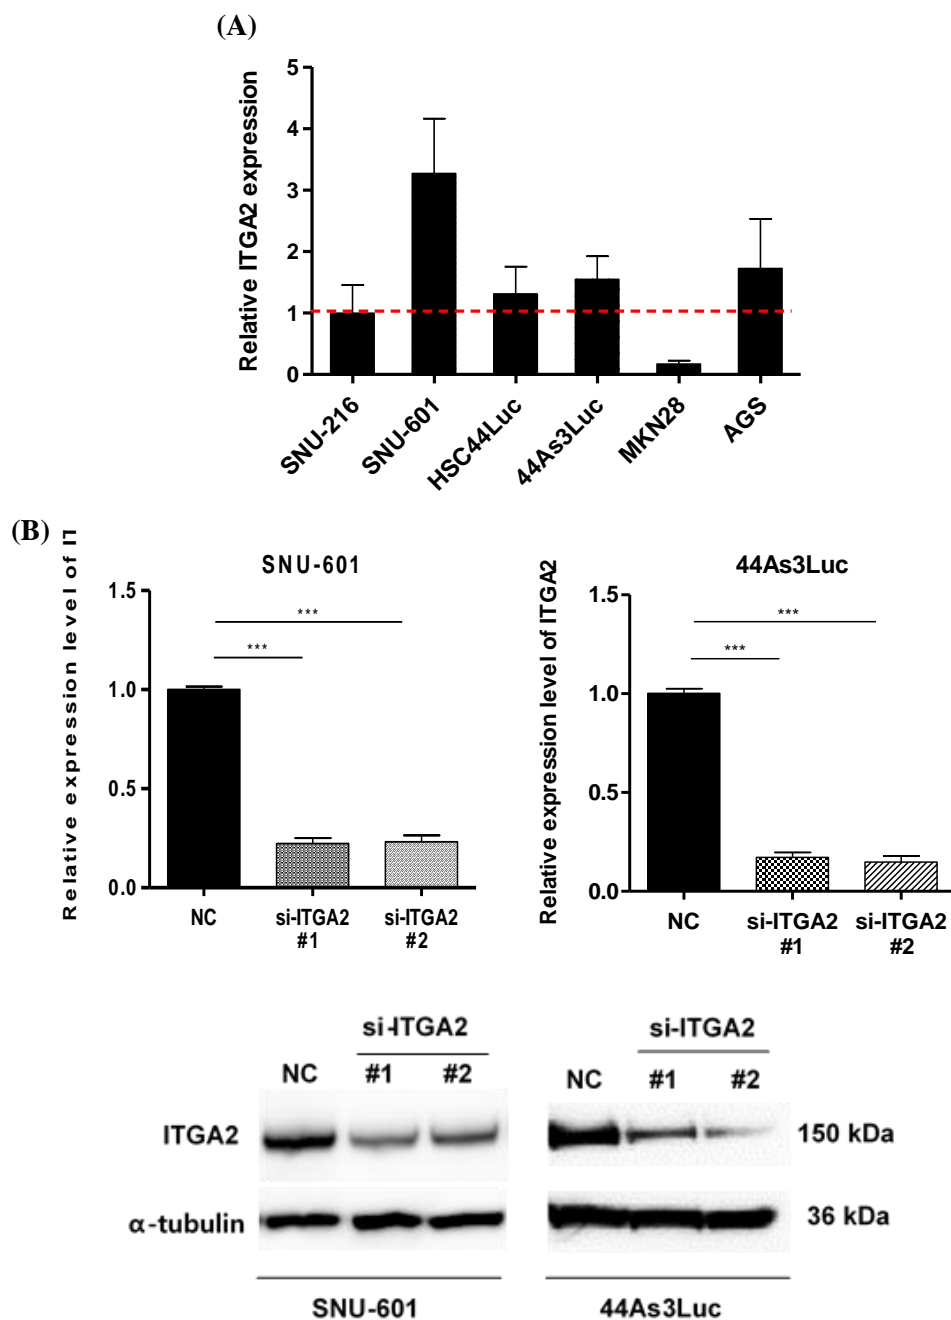 (A)
Relative ITGA2 expression
5
4
3
2
1
0
SNU-216
SNU-601
HSC44Luc
44As3Luc
MKN28
AGS
(B)
SNU-601
Relative expression level of
1.5
1.0
0.5
0.0
***
***
NC
si-ITGA2
#1
si-ITGA2
#2
44As3Luc
Relative expression level of ITGA2
1.5
1.0
0.5
0.0
***
***
NC
si-ITGA2
#1
si-ITGA2
#2
si-ITGA2
NC #1 #2
si-ITGA2
NC #1 #2
ITGA2
150 kDa
α-tubulin
36 kDa
SNU-601
44As3Luc